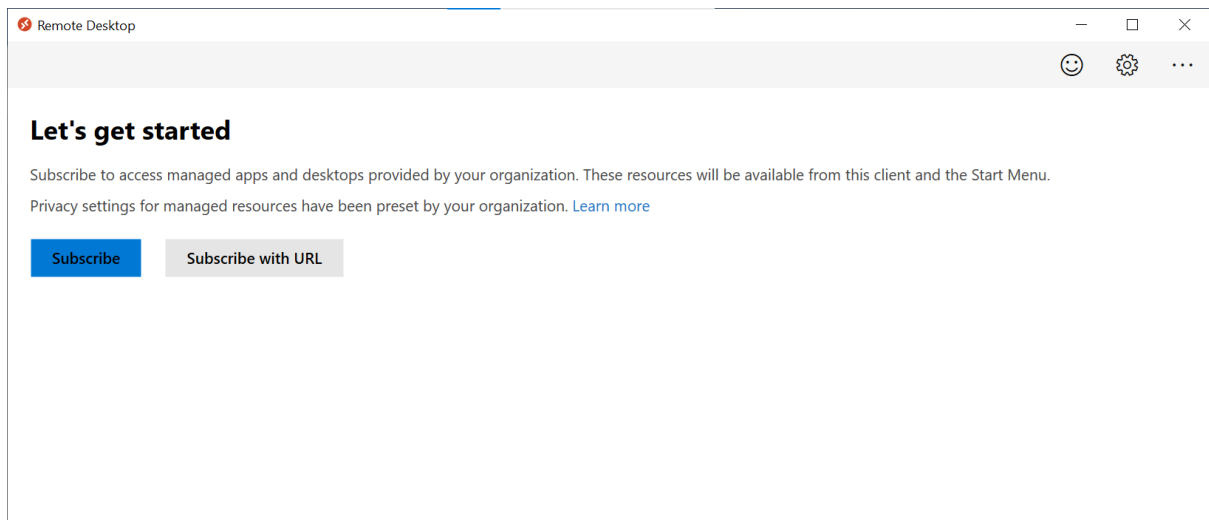 Remote Desktop
Let's get started
Subscribe to access managed apps and desktops provided by your organization. These resources will be available from this client and the Start Menu.
Privacy settings for managed resources have been preset by your organization. Learn more
Subscribe Subscribe with URL